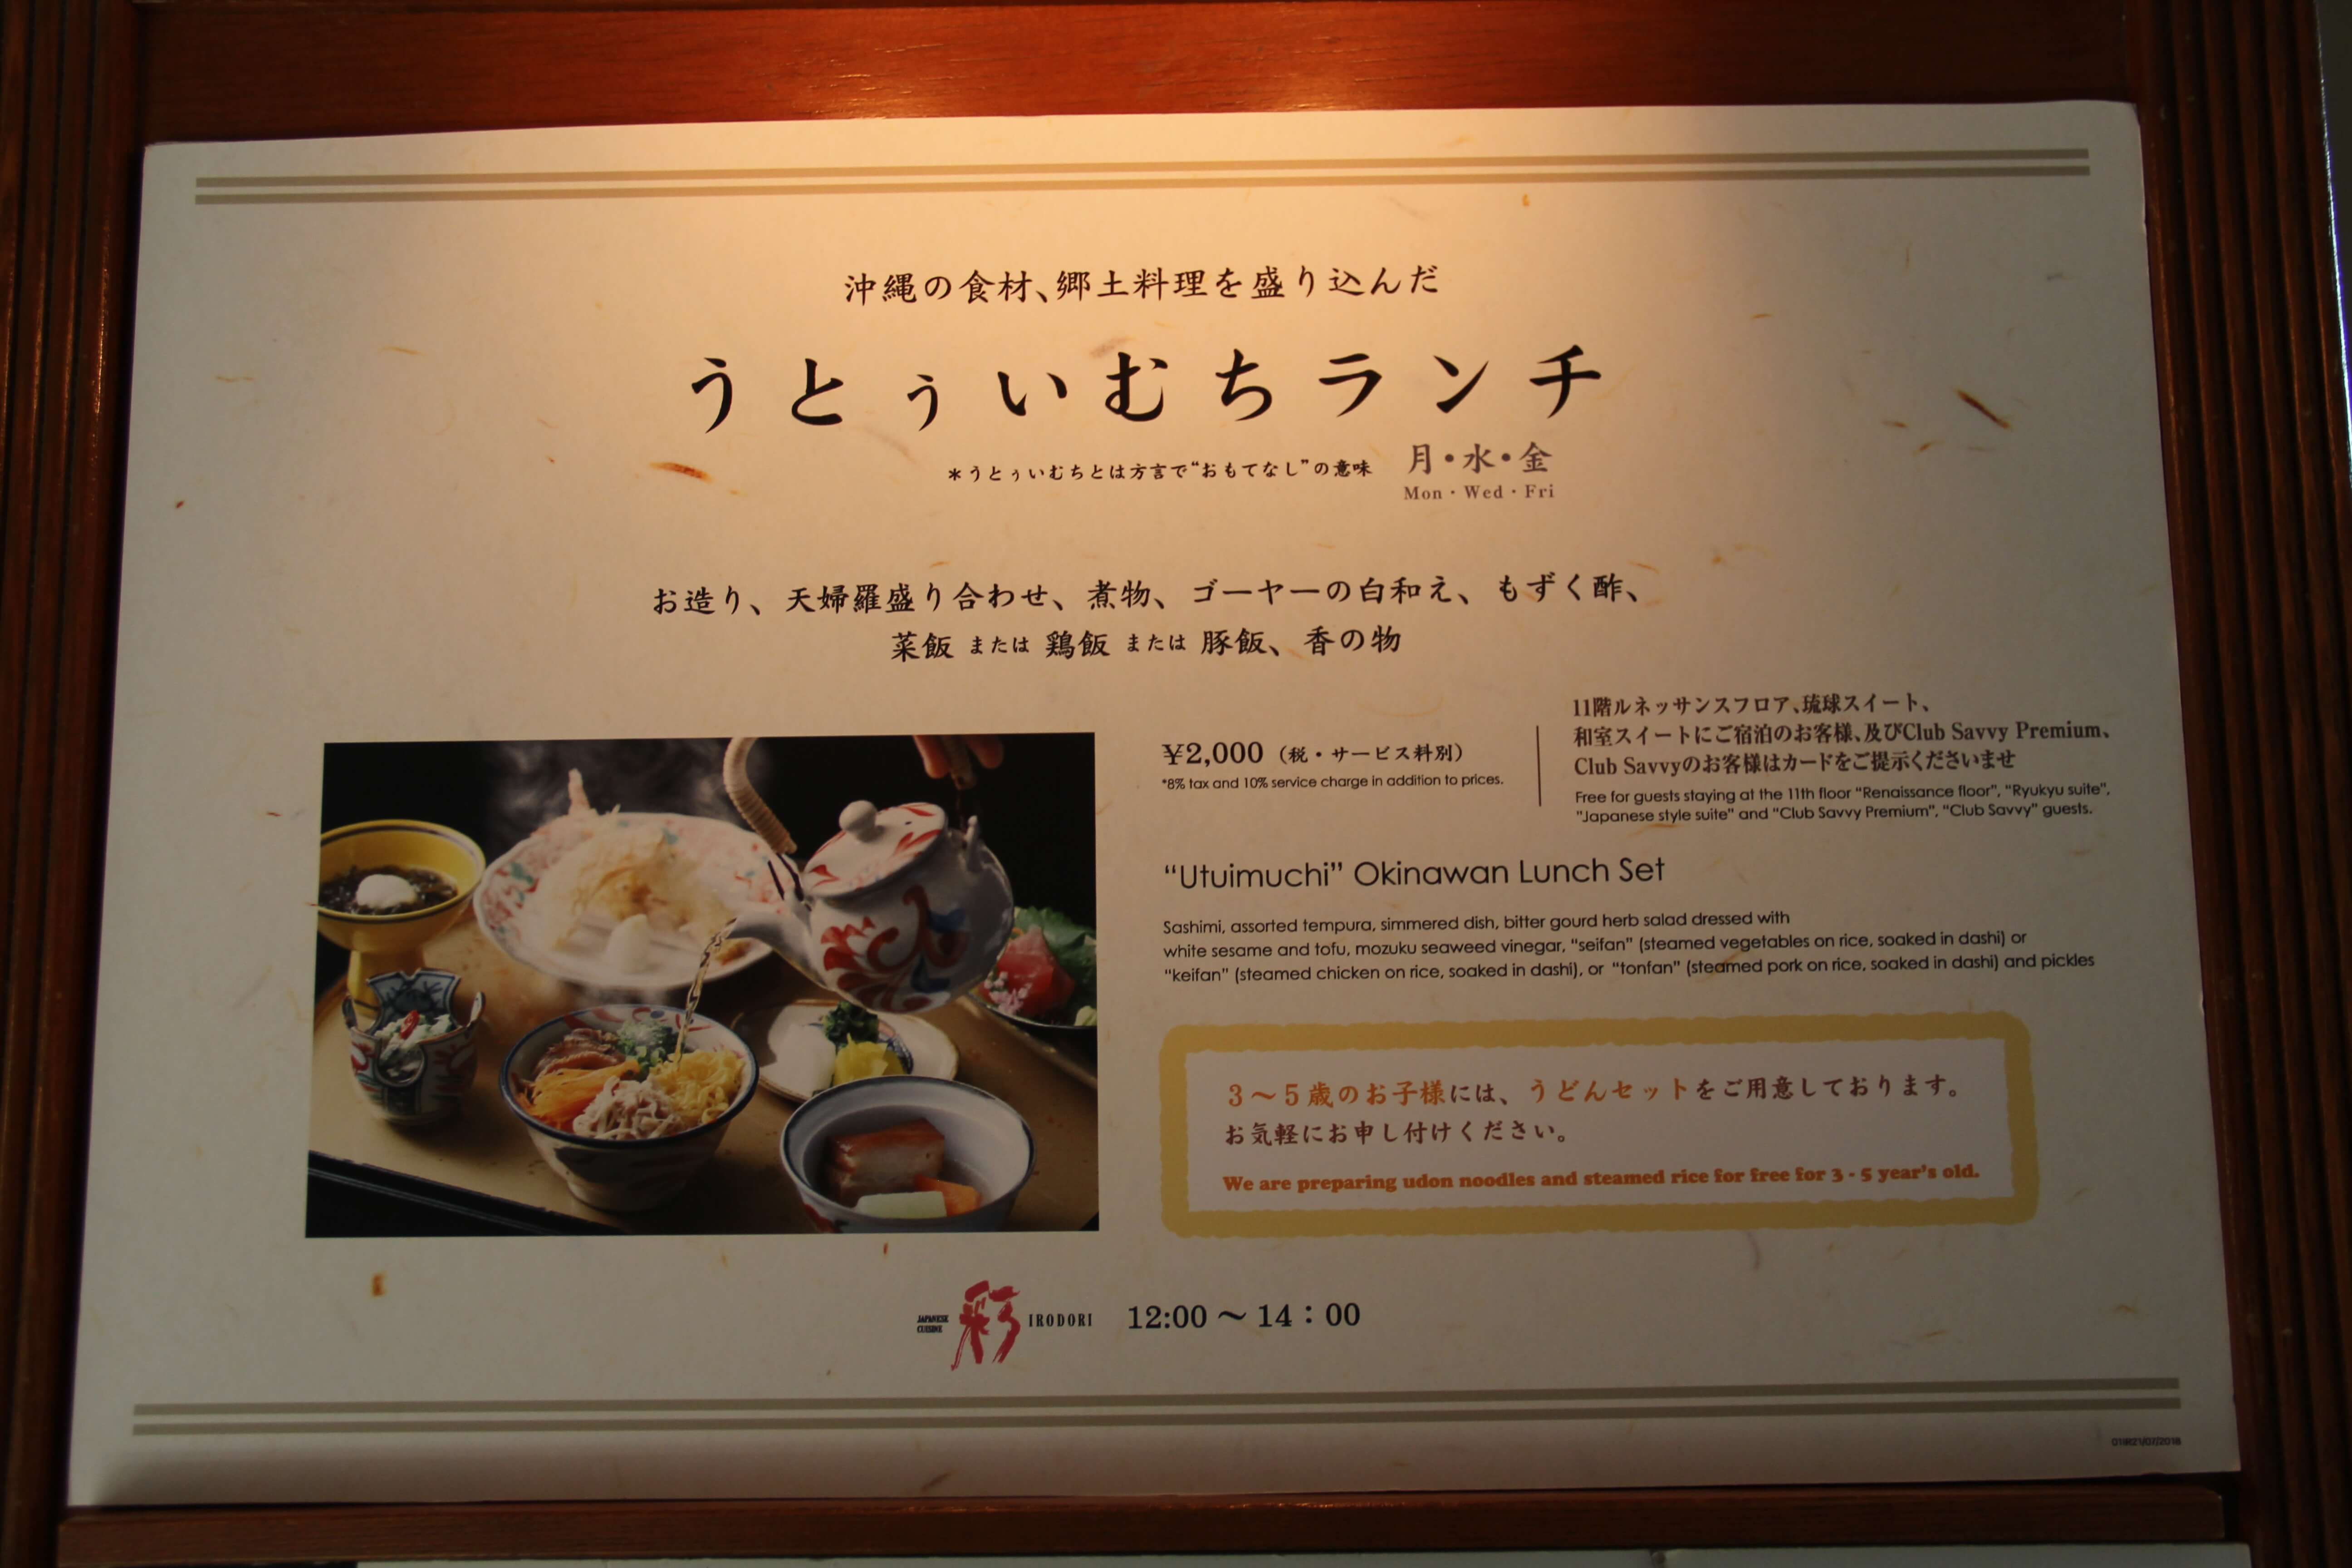 沖縄の食材、郷土料理を盛り込んだ
うとぅいむちランチ
＊うとぅいむちとは方言で“おもてなし”の意味
月・水・金
Mon・Wed・Fri
お造り、天婦羅盛り合わせ、煮物、ゴーヤーの白和え、もずく酢、
菜飯 または 鶏飯 または 豚飯、香の物
¥2,000（税・サービス料別）
*8% tax and 10% service charge in addition to prices.
11階ルネッサンスフロア、琉球スイート、
和室スイートにご宿泊のお客様、及びClub Savvy Premium、
Club Savvyのお客様はカードをご提示くださいませ
Free for guests staying at the 11th floor “Renaissance floor”, “Ryukyu suite”,
"Japanese style suite” and “Club Savvy Premium”, “Club Savvy” guests.
“Utuimuchi” Okinawan Lunch Set
Sashimi, assorted tempura, simmered dish, bitter gourd herb salad dressed with
white sesame and tofu, mozuku seaweed vinegar, “seifan” (steamed vegetables on rice, soaked in dashi) or
“keifan” (steamed chicken on rice, soaked in dashi), or “tonfan” (steamed pork on rice, soaked in dashi) and pickles
3～5歳のお子様には、うどんセットをご用意しております。
お気軽にお申し付けください。
We are preparing udon noodles and steamed rice for free for 3 - 5 year's old.
JAPANESE
CUISINE
彩
IRODORI
12:00～14：00